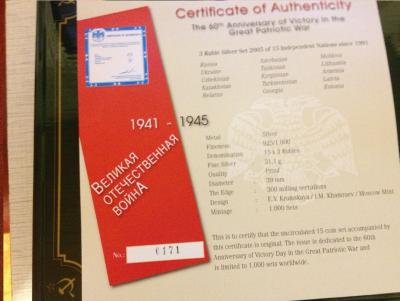 Certificate of Authenticity
The 60th Anniversary of Victory in the
Great Patriotic War
3 Ruble Silver Set 2005 of 15 Independent Nations since 1991
Russia
Azerbaijan
Moldova
Ukraine
Tajikistan
Lithuania
Uzbekistan
Kyrgyzstan
Armenia
Kazakhstan
Turkmenistan
Latvia
Belarus
Georgia
Estonia
1941 - 1945
ВЕЛИКАЯ
ОТЕЧЕСТВЕННАЯ
ВОЙНА
Metal : Silver
Fineness : 925/1,000
Denomination : 15 x 3 Rubles
Fine Silver : 31,1 g
Quality : Proof
Diameter : 39 mm
The Edge : 300 milling serrations
Design : E.V. Kramskaya / I.M. Khamraev / Moscow Mint
Mintage : 1.000 Sets
No.: 0171
This is to certify that the uncirculated 15 coin set accompanied by
this certificate is original. The issue is dedicated to the 60th
Anniversary of Victory Day in the Great Patriotic War and
is limited to 1,000 sets worldwide.